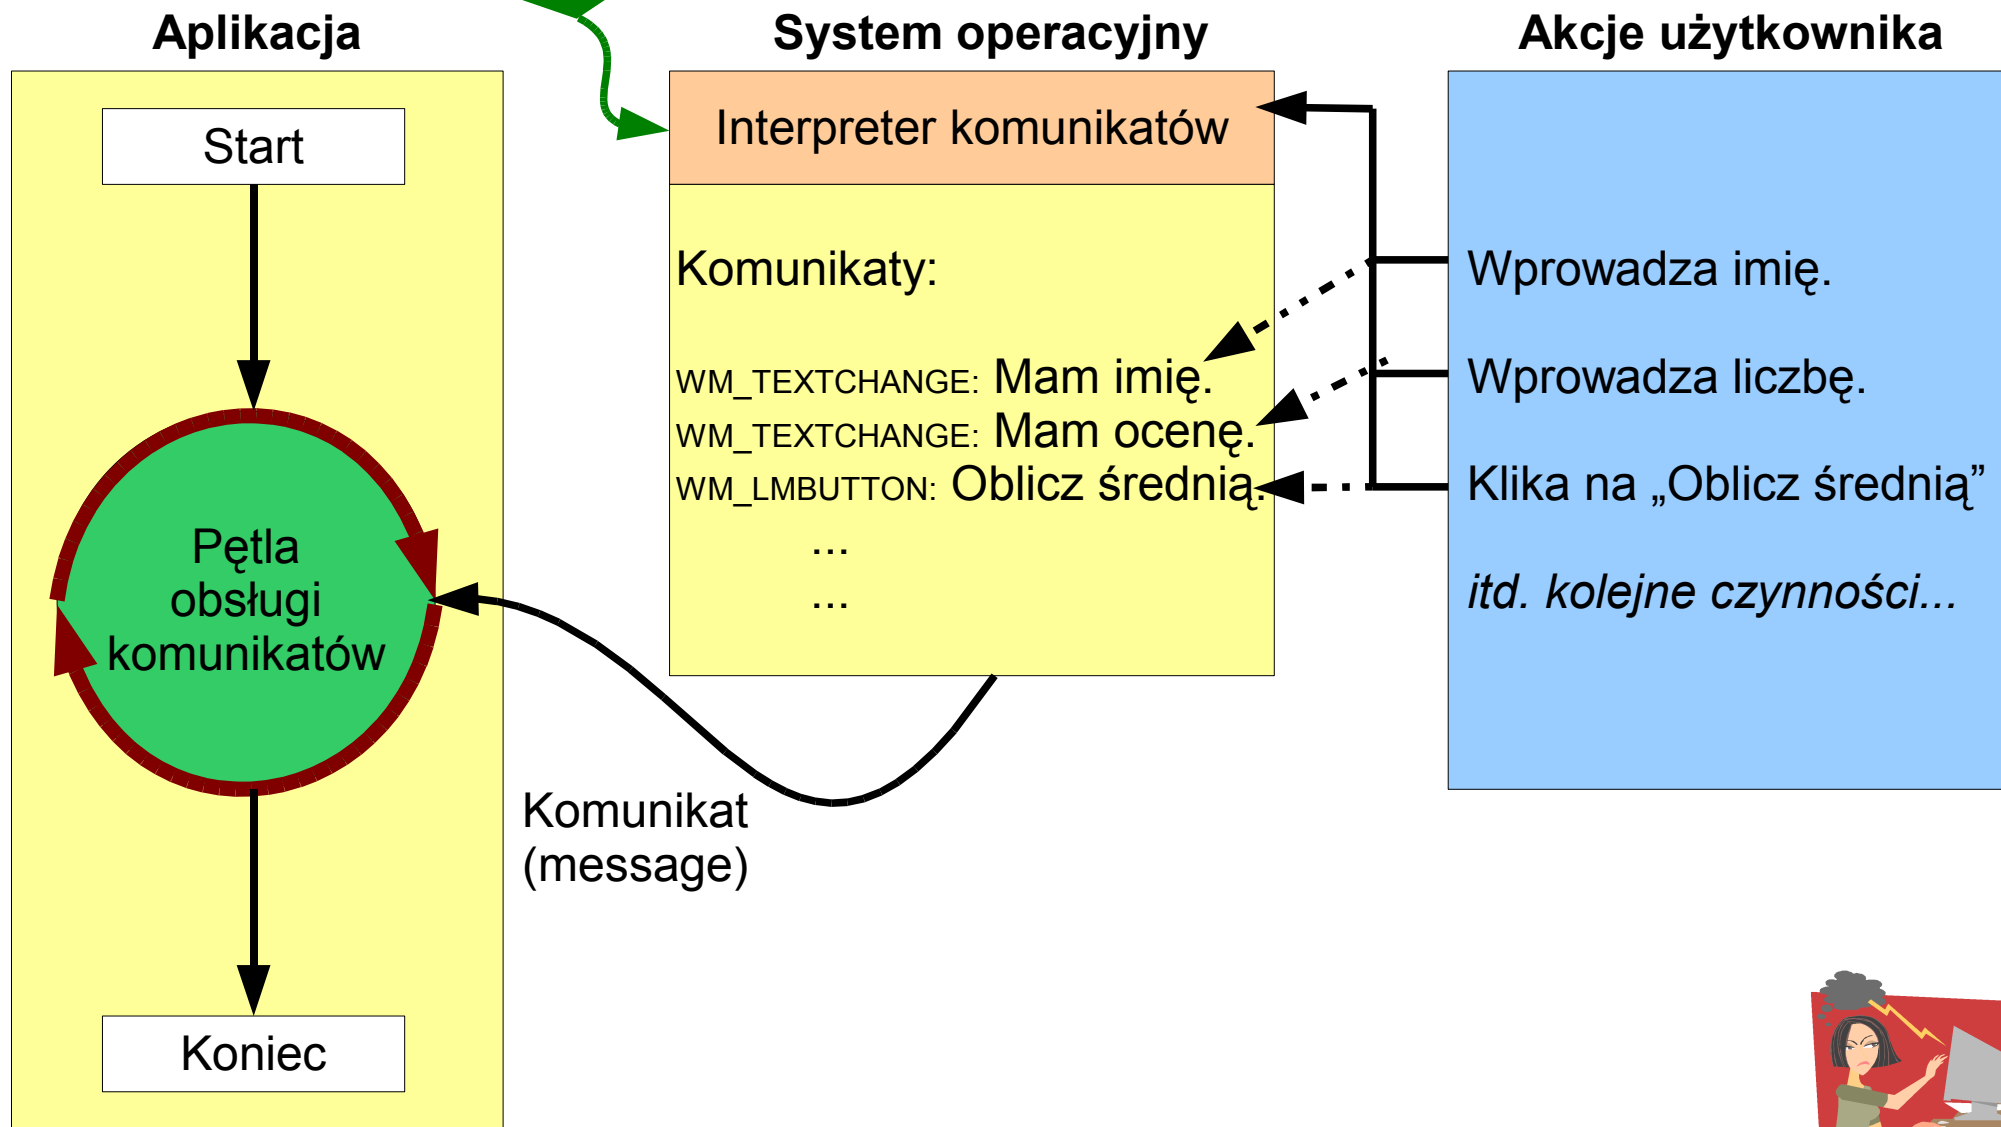 Aplikacja
Start
Pętla
obsługi
komunikatów
Koniec
System operacyjny
Interpreter komunikatów
Komunikaty:
WM_TEXTCHANGE: Mam imię.
WM_TEXTCHANGE: Mam ocenę.
WM_LMBUTTON: Oblicz średnią.
...
...
Komunikat
(message)
Akcje użytkownika
Wprowadza imię.
Wprowadza liczbę.
Klika na „Oblicz średnią”
itd. kolejne czynności...